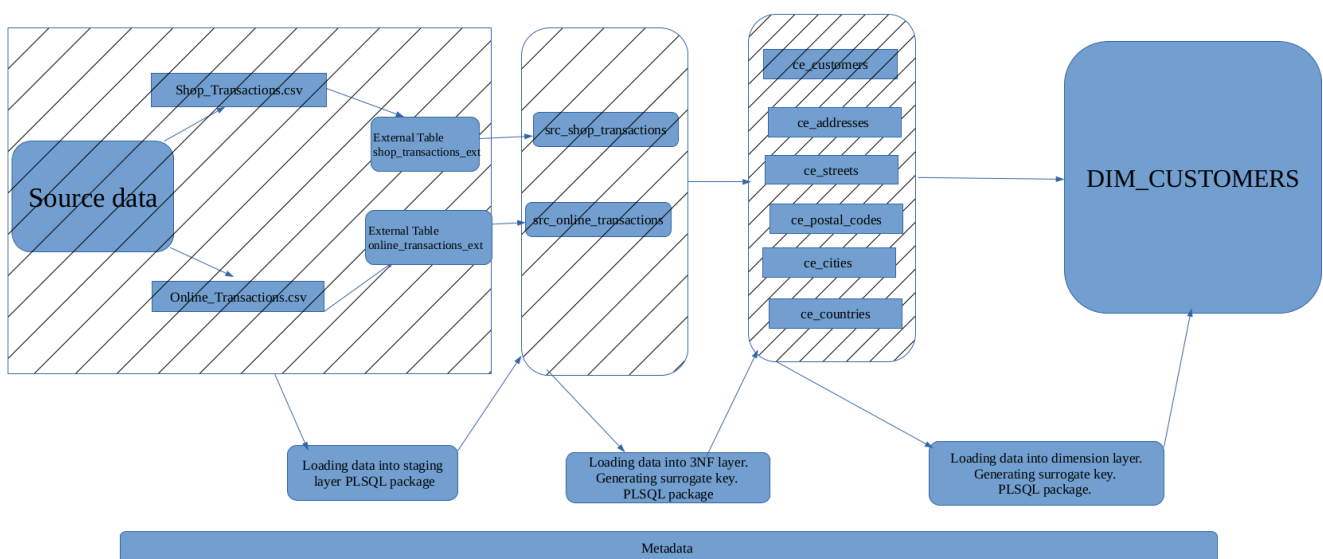 Source data
Shop_Transactions.csv
Online_Transactions.csv
External Table
shop_transactions_ext
External Table
online_transactions_ext
src_shop_transactions
src_online_transactions
ce_customers
ce_addresses
ce_streets
ce_postal_codes
ce_cities
ce_countries
DIM_CUSTOMERS
Loading data into staging
layer PLSQL package
Loading data into 3NF layer.
Generating surrogate key.
PLSQL package
Loading data into dimension layer.
Generating surrogate key.
PLSQL package.
Metadata